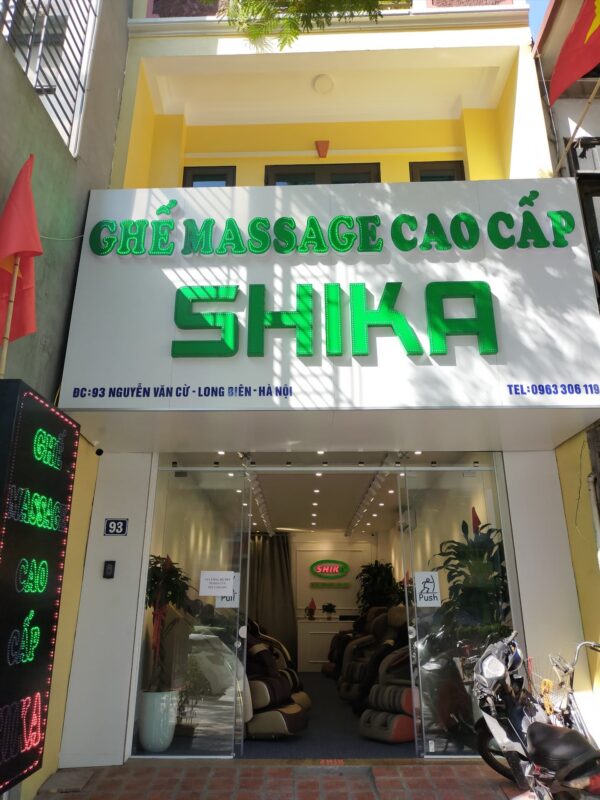 GHẾ MASSAGE CAO CẤP
SHIKA
ĐC:93 NGUYỄN VĂN CỪ - LONG BIÊN - HÀ NỘI
TEL:0963 306 119
93
GHẾ
MASSAGE
CAO
CẤP
SHIK
Pull
Push